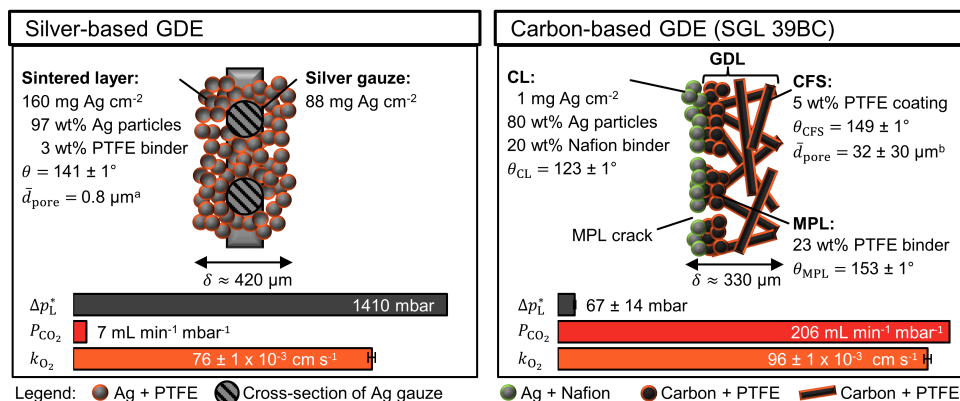 Silver-based GDE
Sintered layer:
160 mg Ag cm⁻²
97 wt% Ag particles
3 wt% PTFE binder
θ = 141 ± 1°
d̄pore = 0.8 µmᵃ
Silver gauze:
88 mg Ag cm⁻²
δ ≈ 420 µm
Δp*L 1410 mbar
PCO₂ 7 mL min⁻¹ mbar⁻¹
kO₂ 76 ± 1 x 10⁻³ cm s⁻¹
Carbon-based GDE (SGL 39BC)
CL:
1 mg Ag cm⁻²
80 wt% Ag particles
20 wt% Nafion binder
θCL = 123 ± 1°
GDL
CFS:
5 wt% PTFE coating
θCFS = 149 ± 1°
d̄pore = 32 ± 30 µmᵇ
MPL crack
MPL:
23 wt% PTFE binder
θMPL = 153 ± 1°
δ ≈ 330 µm
Δp*L 67 ± 14 mbar
PCO₂ 206 mL min⁻¹ mbar⁻¹
kO₂ 96 ± 1 x 10⁻³ cm s⁻¹
Legend: Ag + PTFE Cross-section of Ag gauze Ag + Nafion Carbon + PTFE Carbon + PTFE